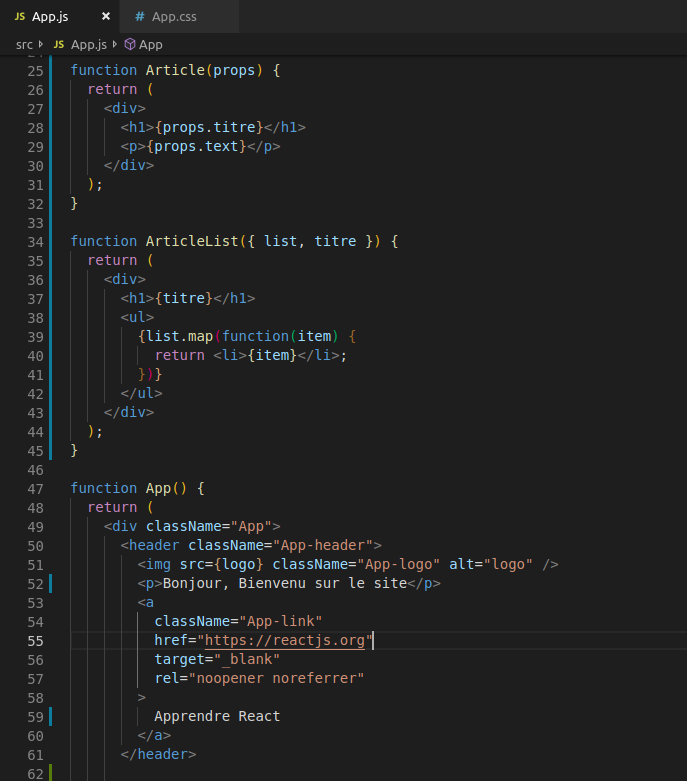 JS App.js × # App.css
src JS App.js App
25 function Article(props) {
26 return (
27 <div>
28 <h1>{props.titre}</h1>
29 <p>{props.text}</p>
30 </div>
31 );
32 }
33
34 function ArticleList({ list, titre }) {
35 return (
36 <div>
37 <h1>{titre}</h1>
38 <ul>
39 {list.map(function(item) {
40 return <li>{item}</li>;
41 })}
42 </ul>
43 </div>
44 );
45 }
46
47 function App() {
48 return (
49 <div className="App">
50 <header className="App-header">
51 <img src={logo} className="App-logo" alt="logo" />
52 <p>Bonjour, Bienvenu sur le site</p>
53 <a
54 className="App-link"
55 href="https://reactjs.org"
56 target="_blank"
57 rel="noopener noreferrer"
58 >
59 Apprendre React
60 </a>
61 </header>
62